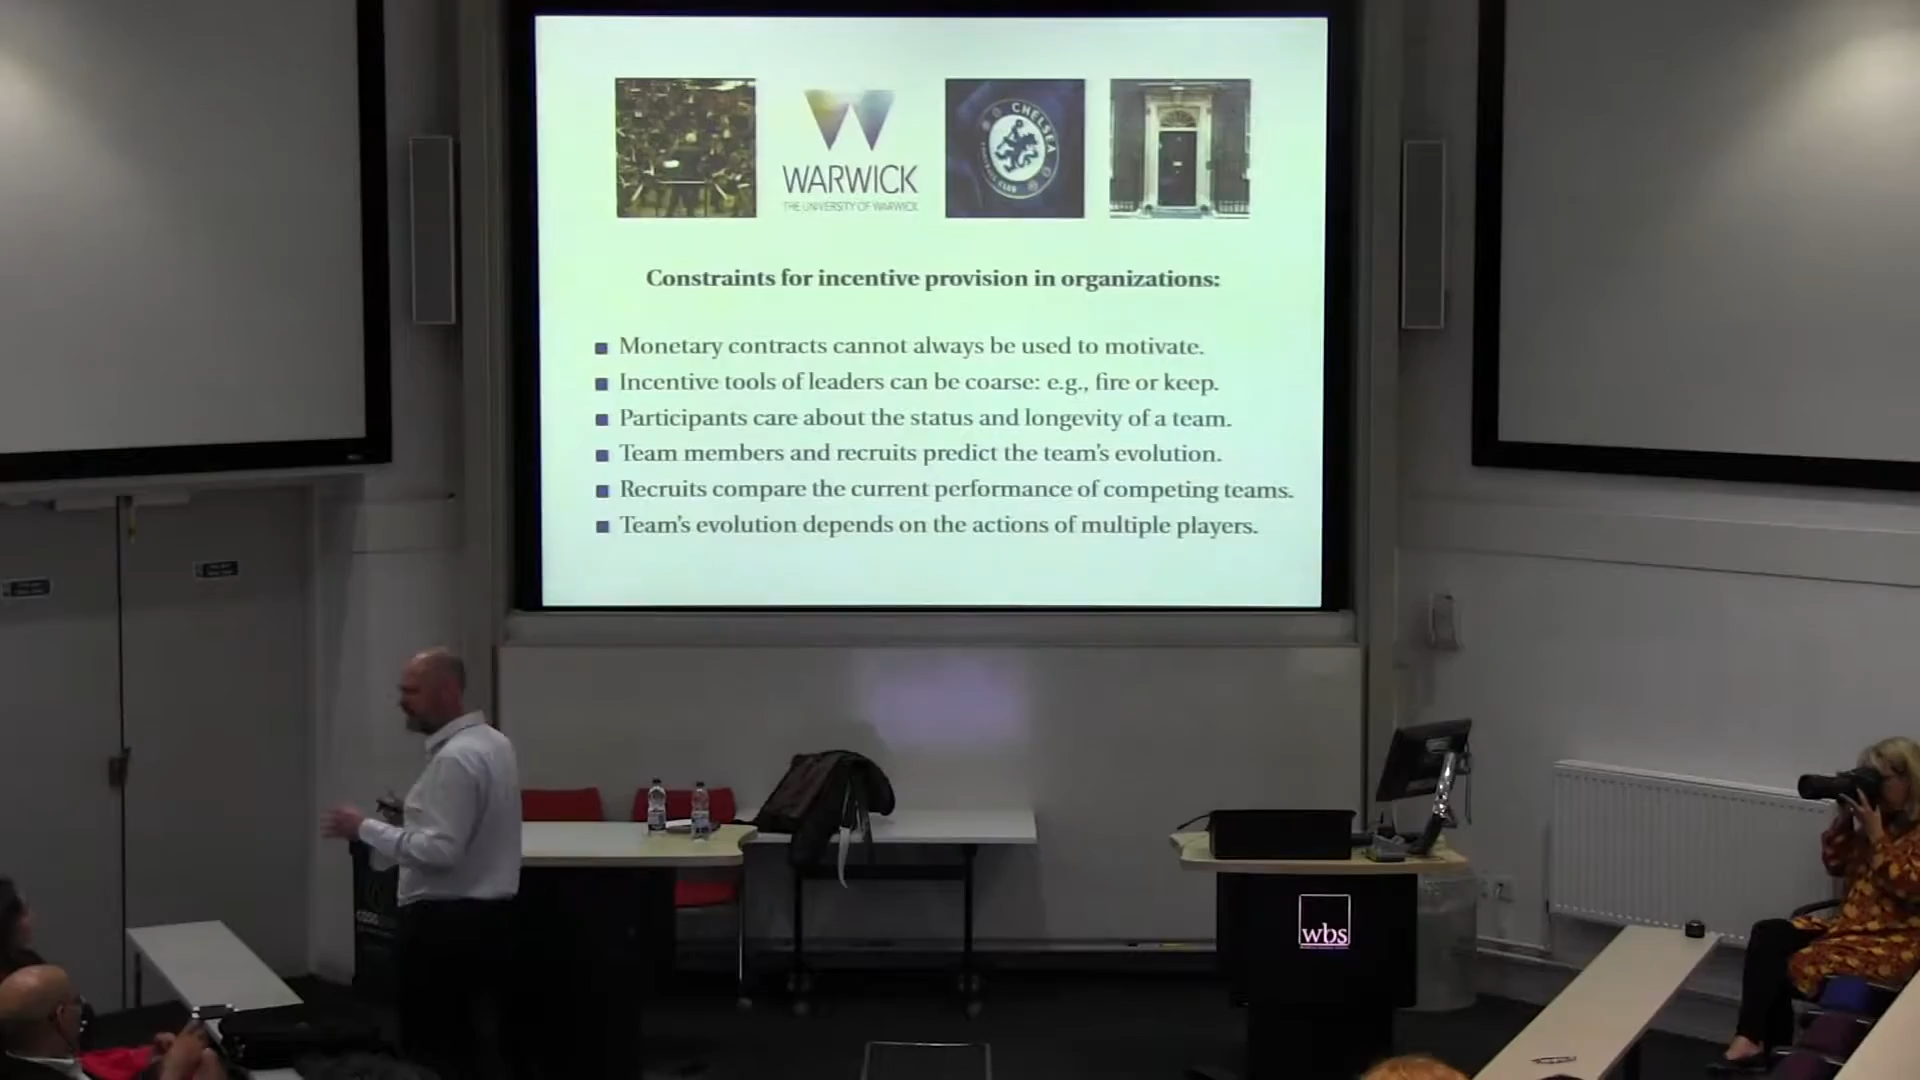 CHELSEA
FOOTBALL CLUB
WARWICK
THE UNIVERSITY OF WARWICK
Constraints for incentive provision in organizations:
Monetary contracts cannot always be used to motivate.
Incentive tools of leaders can be coarse: e.g., fire or keep.
Participants care about the status and longevity of a team.
Team members and recruits predict the team's evolution.
Recruits compare the current performance of competing teams.
Team's evolution depends on the actions of multiple players.
wbs